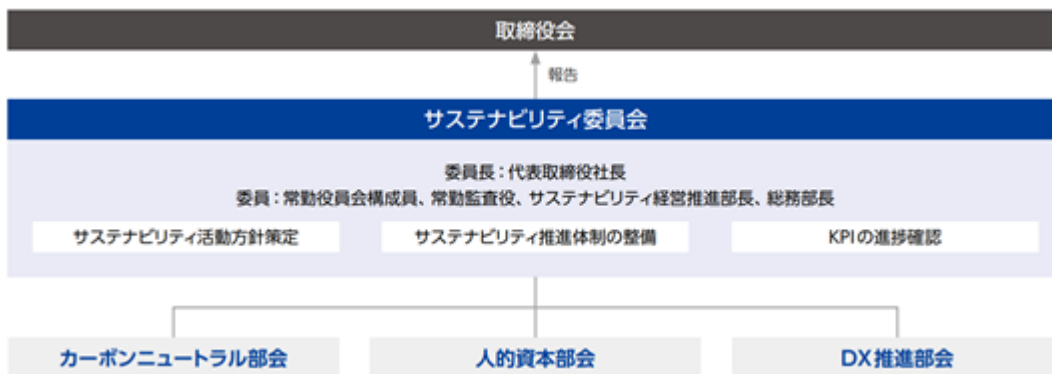 取締役会
報告
サステナビリティ委員会
委員長：代表取締役社長
委員：常勤役員会構成員、常勤監査役、サステナビリティ経営推進部長、総務部長
サステナビリティ活動方針策定
サステナビリティ推進体制の整備
KPIの進捗確認
カーボンニュートラル部会
人的資本部会
DX推進部会